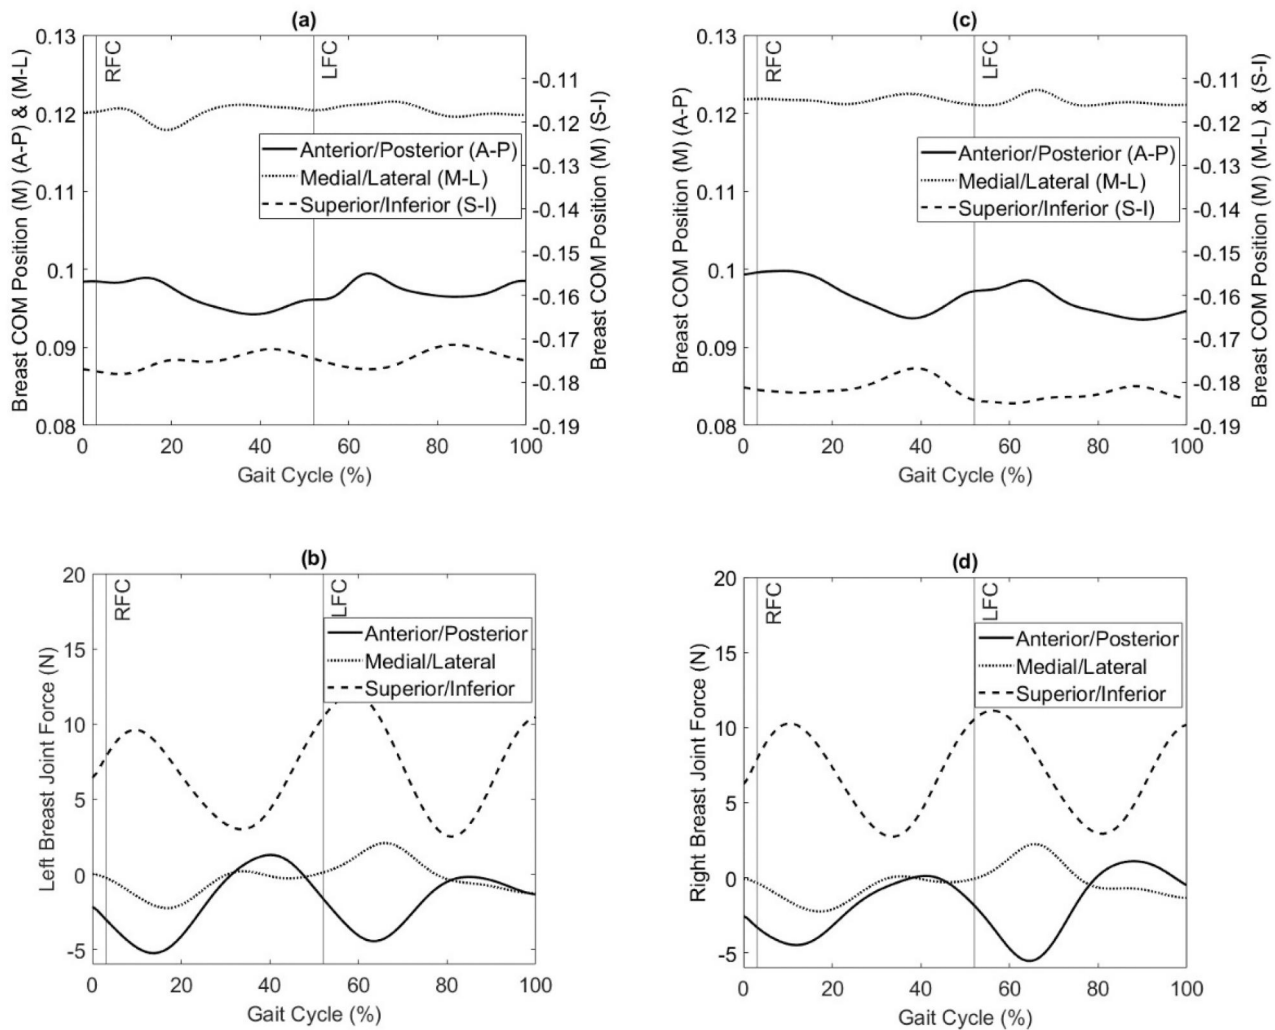 (a)
Breast COM Position (M) (A-P) & (M-L)
0.13
0.12
0.11
0.1
0.09
0.08
RFC
LFC
Anterior/Posterior (A-P)
Medial/Lateral (M-L)
Superior/Inferior (S-I)
-0.11
-0.12
-0.13
-0.14
-0.15
-0.16
-0.17
-0.18
-0.19
Breast COM Position (M) (S-I)
0 20 40 60 80 100
Gait Cycle (%)
(c)
Breast COM Position (M) (A-P)
0.13
0.12
0.11
0.1
0.09
0.08
RFC
LFC
Anterior/Posterior (A-P)
Medial/Lateral (M-L)
Superior/Inferior (S-I)
-0.11
-0.12
-0.13
-0.14
-0.15
-0.16
-0.17
-0.18
-0.19
Breast COM Position (M) (M-L) & (S-I)
0 20 40 60 80 100
Gait Cycle (%)
(b)
Left Breast Joint Force (N)
20
15
10
5
0
-5
RFC
LFC
Anterior/Posterior
Medial/Lateral
Superior/Inferior
0 20 40 60 80 100
Gait Cycle (%)
(d)
Right Breast Joint Force (N)
20
15
10
5
0
-5
RFC
LFC
Anterior/Posterior
Medial/Lateral
Superior/Inferior
0 20 40 60 80 100
Gait Cycle (%)